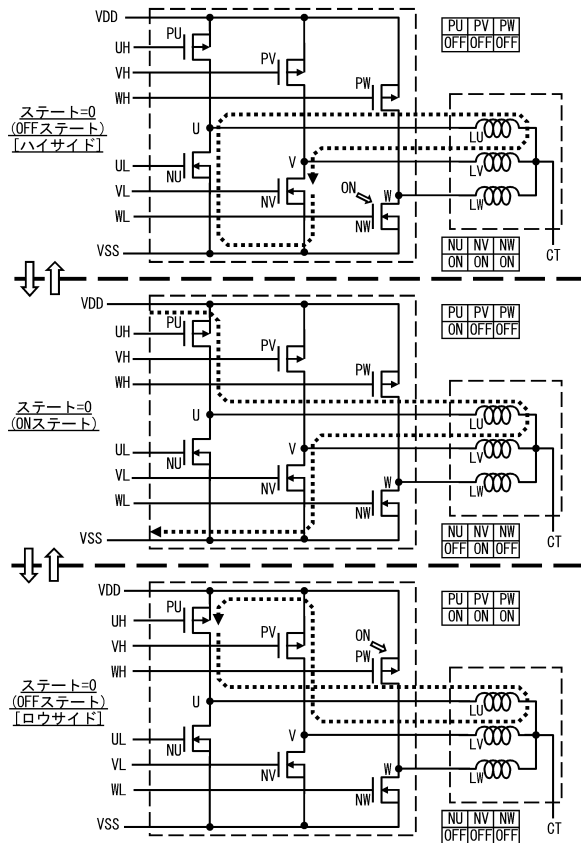 VDD
PU
UH
PU PV PW
OFF OFF OFF
VH
PV
WH
PW
ステート=0
(OFFステート)
[ハイサイド]
U
LU
UL
NU
V
LV
VL
NV
ON
W
LW
WL
NW
VSS
NU NV NW
ON ON ON
CT
VDD
PU
UH
PU PV PW
ON OFF OFF
VH
PV
WH
PW
ステート=0
(ONステート)
U
LU
UL
NU
V
LV
VL
NV
W
LW
WL
NW
VSS
NU NV NW
OFF ON OFF
CT
VDD
PU
UH
PU PV PW
ON ON ON
VH
PV
ON
WH
PW
ステート=0
(OFFステート)
[ロウサイド]
U
LU
UL
NU
V
LV
VL
NV
W
LW
WL
NW
VSS
NU NV NW
OFF OFF OFF
CT